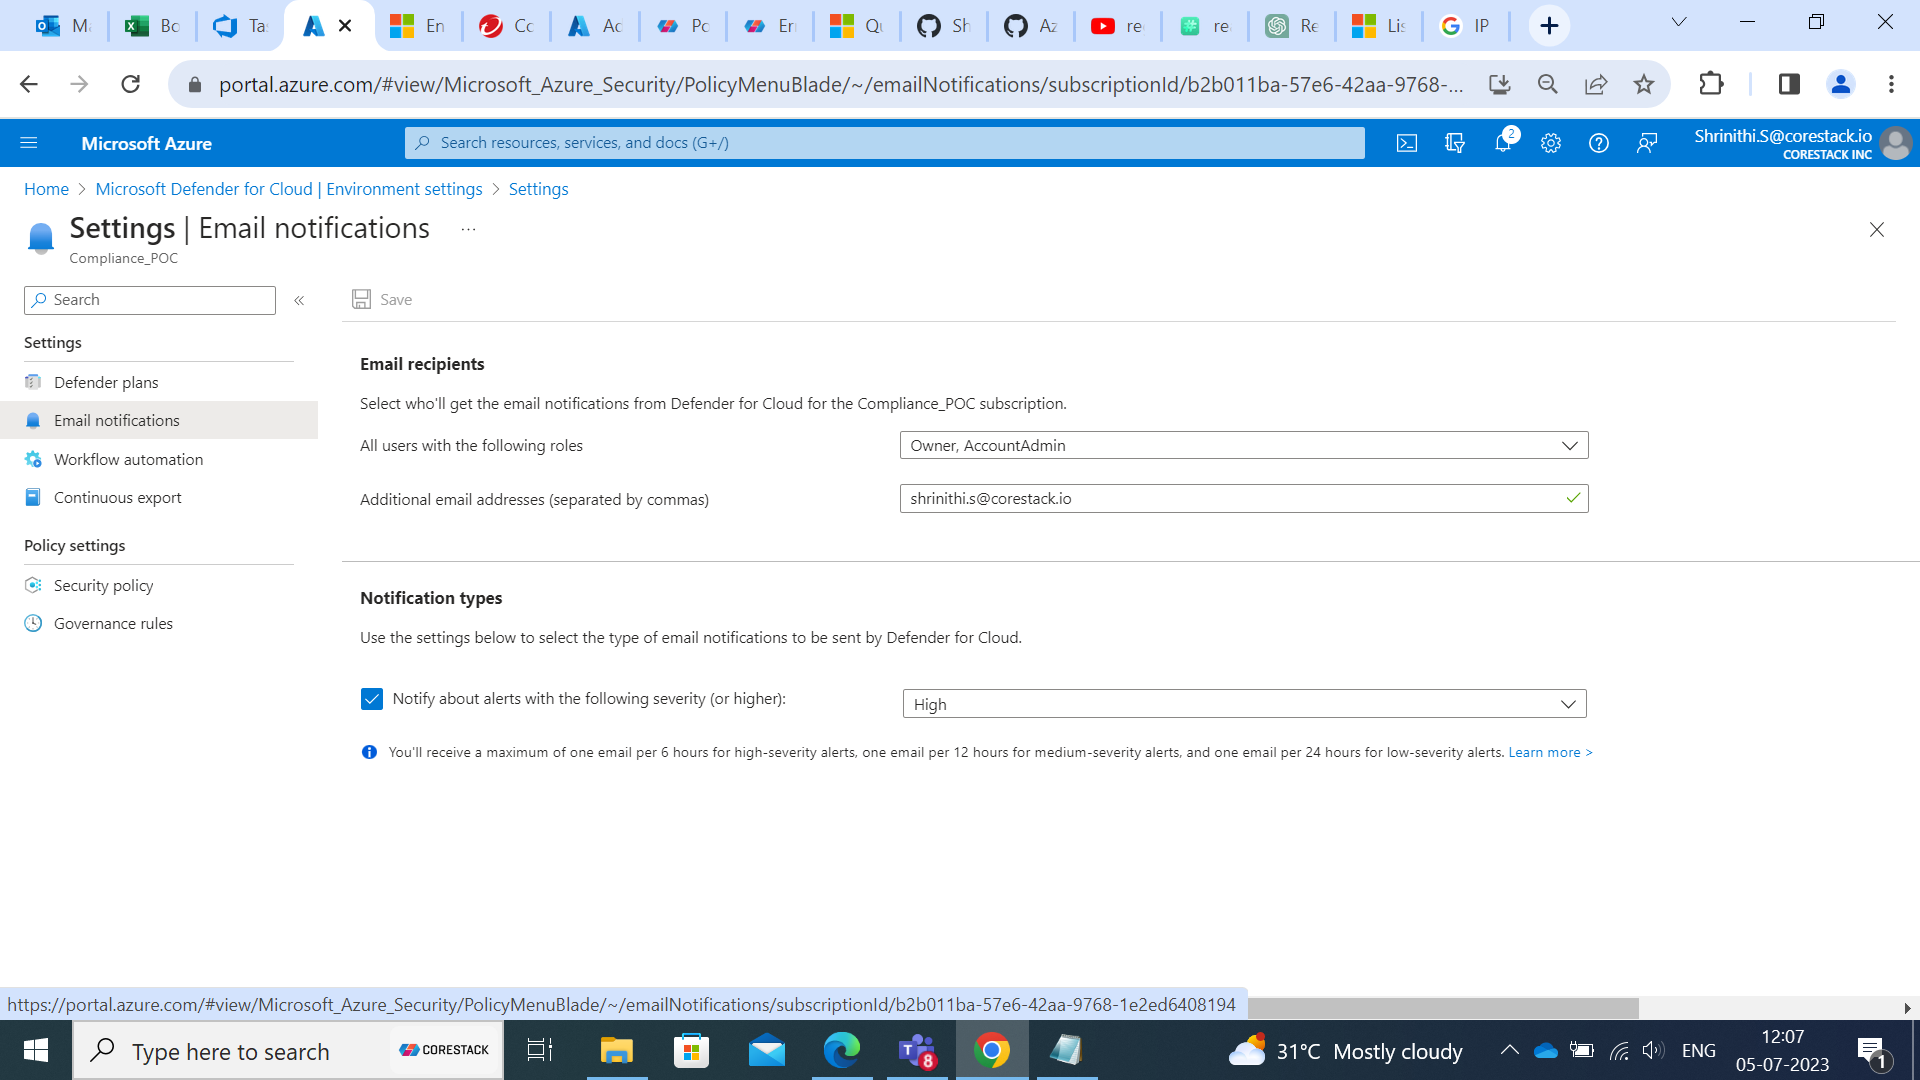 Ma
Bo
Tas
En
Co
Ad
Po
Err
Qu
Sh
Az
re
re
Re
Lis
IP
portal.azure.com/#view/Microsoft_Azure_Security/PolicyMenuBlade/~/emailNotifications/subscriptionId/b2b011ba-57e6-42aa-9768-...
Microsoft Azure
Search resources, services, and docs (G+/)
2
Shrinithi.S@corestack.io
CORESTACK INC
Home > Microsoft Defender for Cloud | Environment settings > Settings
Settings | Email notifications ...
Compliance_POC
Search
«
Save
Settings
Defender plans
Email notifications
Workflow automation
Continuous export
Policy settings
Security policy
Governance rules
Email recipients
Select who'll get the email notifications from Defender for Cloud for the Compliance_POC subscription.
All users with the following roles
Owner, AccountAdmin
Additional email addresses (separated by commas)
shrinithi.s@corestack.io
Notification types
Use the settings below to select the type of email notifications to be sent by Defender for Cloud.
Notify about alerts with the following severity (or higher):
High
You'll receive a maximum of one email per 6 hours for high-severity alerts, one email per 12 hours for medium-severity alerts, and one email per 24 hours for low-severity alerts. Learn more >
https://portal.azure.com/#view/Microsoft_Azure_Security/PolicyMenuBlade/~/emailNotifications/subscriptionId/b2b011ba-57e6-42aa-9768-1e2ed6408194
Type here to search
CORESTACK
8
31°C Mostly cloudy
ENG
12:07
05-07-2023
1